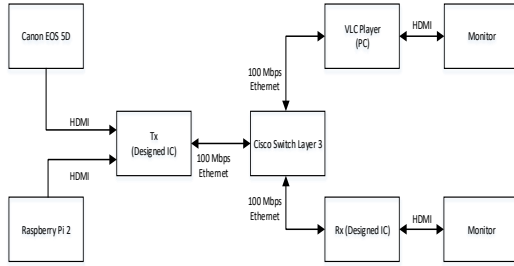 Canon EOS 5D
HDMI
HDMI
Raspberry Pi 2
Tx
(Designed IC)
100 Mbps
Ethernet
Cisco Switch Layer 3
100 Mbps
Ethernet
VLC Player
(PC)
HDMI
Monitor
100 Mbps
Ethernet
Rx (Designed IC)
HDMI
Monitor